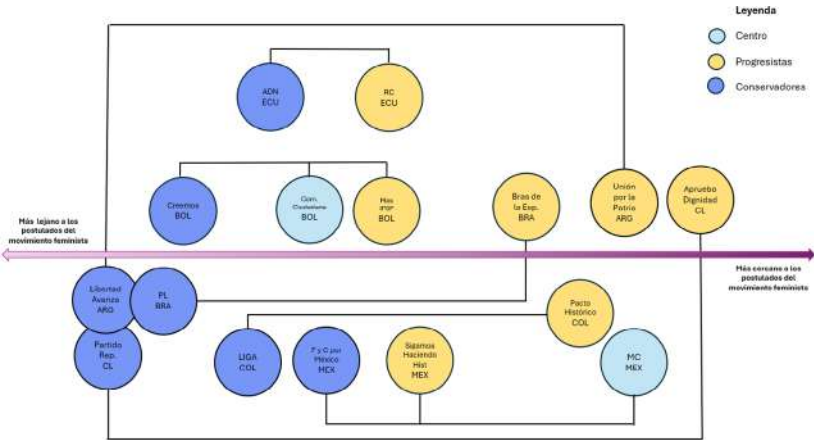 Leyenda
Centro
Progresistas
Conservadores
ADN
ECU
RC
ECU
Creemos
BOL
Com.
Ciudadana
BOL
Mas
IPSP
BOL
Bras de
la Esp.
BRA
Unión
por la
Patria
ARG
Apruebo
Dignidad
CL
Más lejano a los
postulados del
movimiento feminista
Más cercano a los
postulados del
movimiento feminista
Libertad
Avanza
ARG
PL
BRA
Partido
Rep.
CL
LIGA
COL
F y C por
México
MEX
Sigamos
Haciendo
Hist
MEX
Pacto
Histórico
COL
MC
MEX